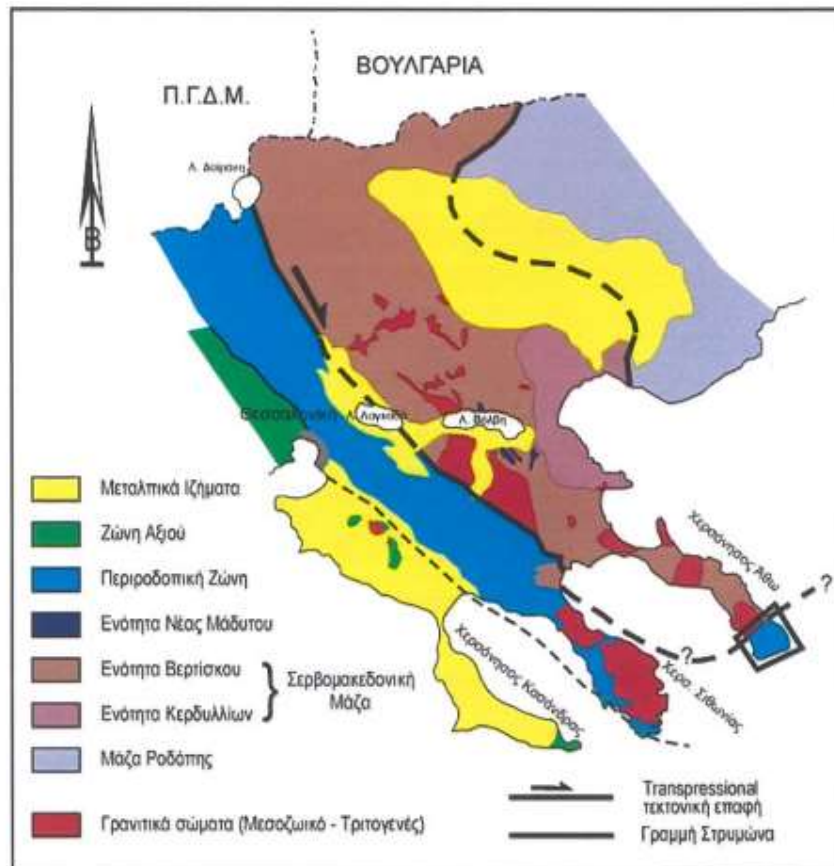 ΒΟΥΛΓΑΡΙΑ
Π.Γ.Δ.Μ.
Λ. Δοϊράνη
Β
Θεσσαλονίκη
Λ. Λαγκαδά
Λ. Βόλβη
Χερσόνησος Άθω
?
?
Χερσόνησος Κασάνδρας
Χερσ. Σιθωνίας
Μεταλπικά Ιζήματα
Ζώνη Αξιού
Περιροδοπική Ζώνη
Ενότητα Νέας Μάδυτου
Ενότητα Βερτίσκου
Ενότητα Κερδυλλίων
} Σερβομακεδονική
Μάζα
Μάζα Ροδόπης
Γρανιτικά σώματα (Μεσοζωικό - Τριτογενές)
Transpressional
τεκτονική επαφή
Γραμμή Στρυμώνα